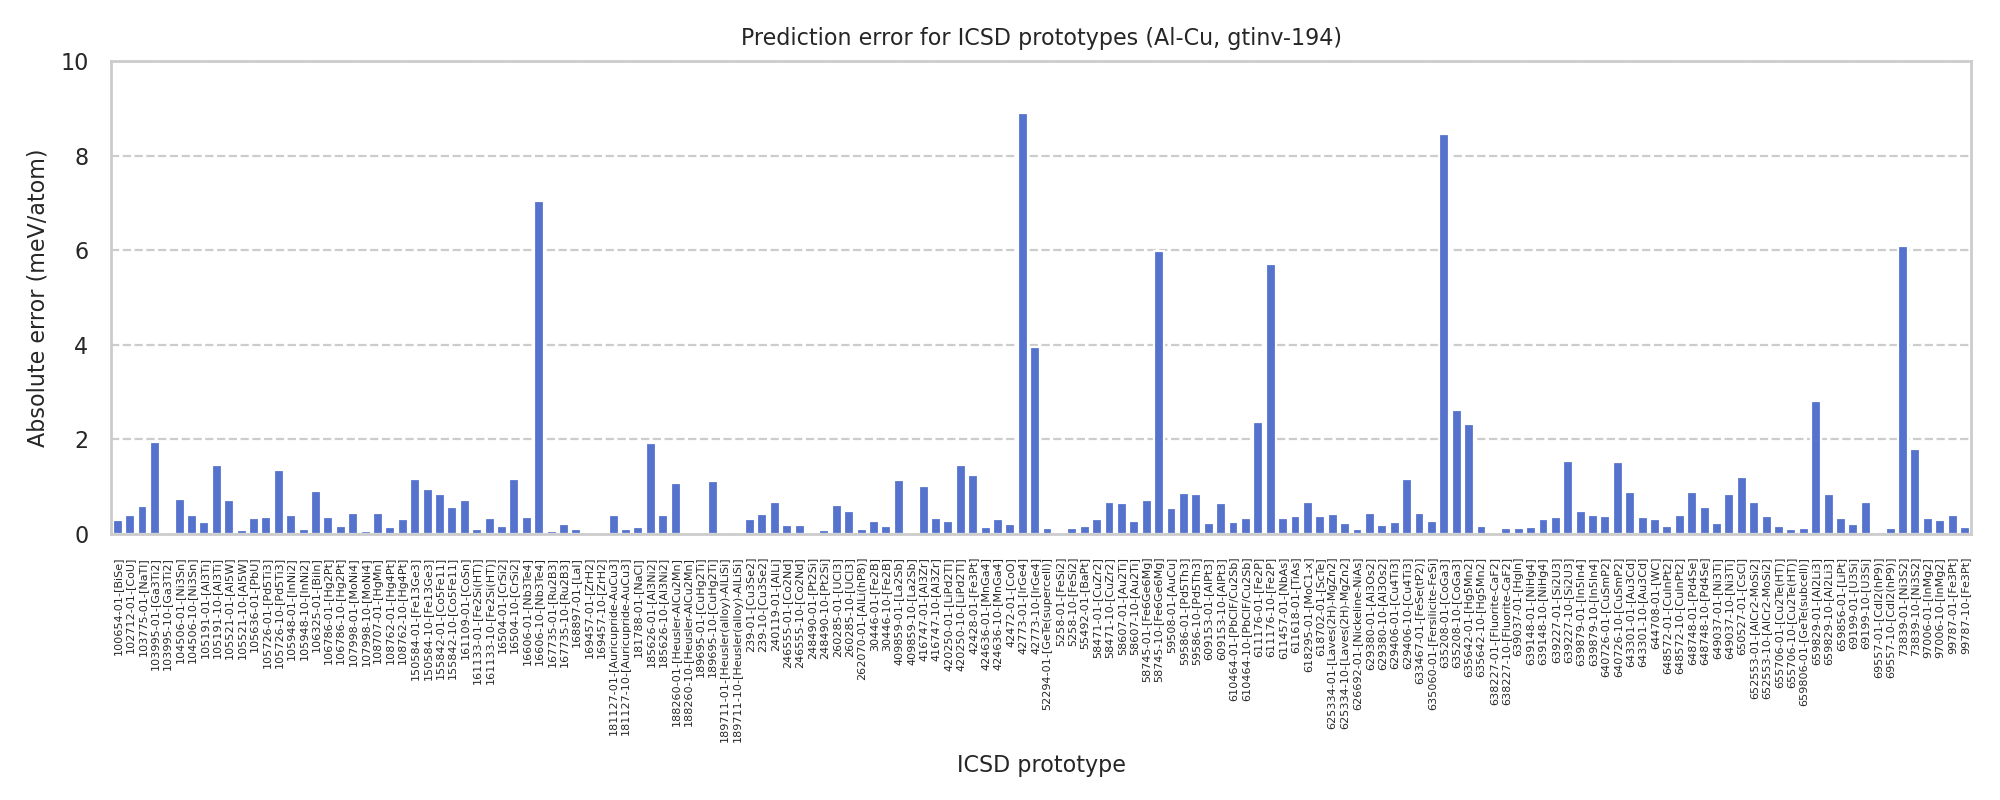 Prediction error for ICSD prototypes (Al-Cu, gtinv-194)
10
8
6
4
2
0
Absolute error (meV/atom)
100654-01-[BiSe]
102712-01-[CoU]
103775-01-[NaTl]
103995-01-[Ga3Ti2]
103995-10-[Ga3Ti2]
104506-01-[Ni3Sn]
104506-10-[Ni3Sn]
105191-01-[Al3Ti]
105191-10-[Al3Ti]
105521-01-[Al5W]
105521-10-[Al5W]
105636-01-[PbU]
105726-01-[Pd5Ti3]
105726-10-[Pd5Ti3]
105948-01-[InNi2]
105948-10-[InNi2]
106325-01-[BiIn]
106786-01-[Hg2Pt]
106786-10-[Hg2Pt]
107998-01-[MoNi4]
107998-10-[MoNi4]
108707-01-[HgMn]
108762-01-[Hg4Pt]
108762-10-[Hg4Pt]
150584-01-[Fe13Ge3]
150584-10-[Fe13Ge3]
155842-01-[Co5Fe11]
155842-10-[Co5Fe11]
161109-01-[CoSn]
161133-01-[Fe2Si(HT)]
161133-10-[Fe2Si(HT)]
16504-01-[CrSi2]
16504-10-[CrSi2]
16606-01-[Nb3Te4]
16606-10-[Nb3Te4]
167735-01-[Ru2B3]
167735-10-[Ru2B3]
168897-01-[LaI]
169457-01-[ZrH2]
169457-10-[ZrH2]
181127-01-[Auricupride-AuCu3]
181127-10-[Auricupride-AuCu3]
181788-01-[NaCl]
185626-01-[Al3Ni2]
185626-10-[Al3Ni2]
188260-01-[Heusler-AlCu2Mn]
188260-10-[Heusler-AlCu2Mn]
189695-01-[CuHg2Ti]
189695-10-[CuHg2Ti]
189711-01-[Heusler(alloy)-AlLiSi]
189711-10-[Heusler(alloy)-AlLiSi]
239-01-[Cu3Se2]
239-10-[Cu3Se2]
240119-01-[AlLi]
246555-01-[Co2Nd]
246555-10-[Co2Nd]
248490-01-[Pt2Si]
248490-10-[Pt2Si]
260285-01-[UCl3]
260285-10-[UCl3]
262070-01-[AlLi(hP8)]
30446-01-[Fe2B]
30446-10-[Fe2B]
409859-01-[La2Sb]
409859-10-[La2Sb]
416747-01-[Al3Zr]
416747-10-[Al3Zr]
420250-01-[LiPd2Tl]
420250-10-[LiPd2Tl]
42428-01-[Fe3Pt]
424636-01-[MnGa4]
424636-10-[MnGa4]
42472-01-[CoO]
42773-01-[IrGe4]
42773-10-[IrGe4]
52294-01-[GeTe(supercell)]
5258-01-[FeSi2]
5258-10-[FeSi2]
55492-01-[BaPt]
58471-01-[CuZr2]
58471-10-[CuZr2]
58607-01-[Au2Ti]
58607-10-[Au2Ti]
58745-01-[Fe6Ge6Mg]
58745-10-[Fe6Ge6Mg]
59508-01-[AuCu]
59586-01-[Pd5Th3]
59586-10-[Pd5Th3]
609153-01-[AlPt3]
609153-10-[AlPt3]
610464-01-[PbClF/Cu2Sb]
610464-10-[PbClF/Cu2Sb]
611176-01-[Fe2P]
611176-10-[Fe2P]
611457-01-[NbAs]
611618-01-[TiAs]
618295-01-[MoC1-x]
618702-01-[ScTe]
625334-01-[Laves(2H)-MgZn2]
625334-10-[Laves(2H)-MgZn2]
626692-01-[Nickeline-NiAs]
629380-01-[Al3Os2]
629380-10-[Al3Os2]
629406-01-[Cu4Ti3]
629406-10-[Cu4Ti3]
633467-01-[FeSe(tP2)]
635060-01-[Fersilicite-FeSi]
635208-01-[CoGa3]
635208-10-[CoGa3]
635642-01-[Hg5Mn2]
635642-10-[Hg5Mn2]
638227-01-[Fluorite-CaF2]
638227-10-[Fluorite-CaF2]
639037-01-[HgIn]
639148-01-[NiHg4]
639148-10-[NiHg4]
639227-01-[Si2U3]
639227-10-[Si2U3]
639879-01-[In5In4]
639879-10-[In5In4]
640726-01-[CuSmP2]
640726-10-[CuSmP2]
643301-01-[Au3Cd]
643301-10-[Au3Cd]
644708-01-[WC]
648572-01-[CuInPt2]
648572-10-[CuInPt2]
648748-01-[Pd4Se]
648748-10-[Pd4Se]
649037-01-[Ni3Ti]
649037-10-[Ni3Ti]
650527-01-[CsCl]
652553-01-[AlCr2-MoSi2]
652553-10-[AlCr2-MoSi2]
655706-01-[Cu2Te(HT)]
655706-10-[Cu2Te(HT)]
659806-01-[GeTe(subcell)]
659829-01-[Al2Li3]
659829-10-[Al2Li3]
659856-01-[LiPt]
69199-01-[U3Si]
69199-10-[U3Si]
69557-01-[CdI2(hP9)]
69557-10-[CdI2(hP9)]
73839-01-[Ni3S2]
73839-10-[Ni3S2]
97006-01-[InMg2]
97006-10-[InMg2]
99787-01-[Fe3Pt]
99787-10-[Fe3Pt]
ICSD prototype